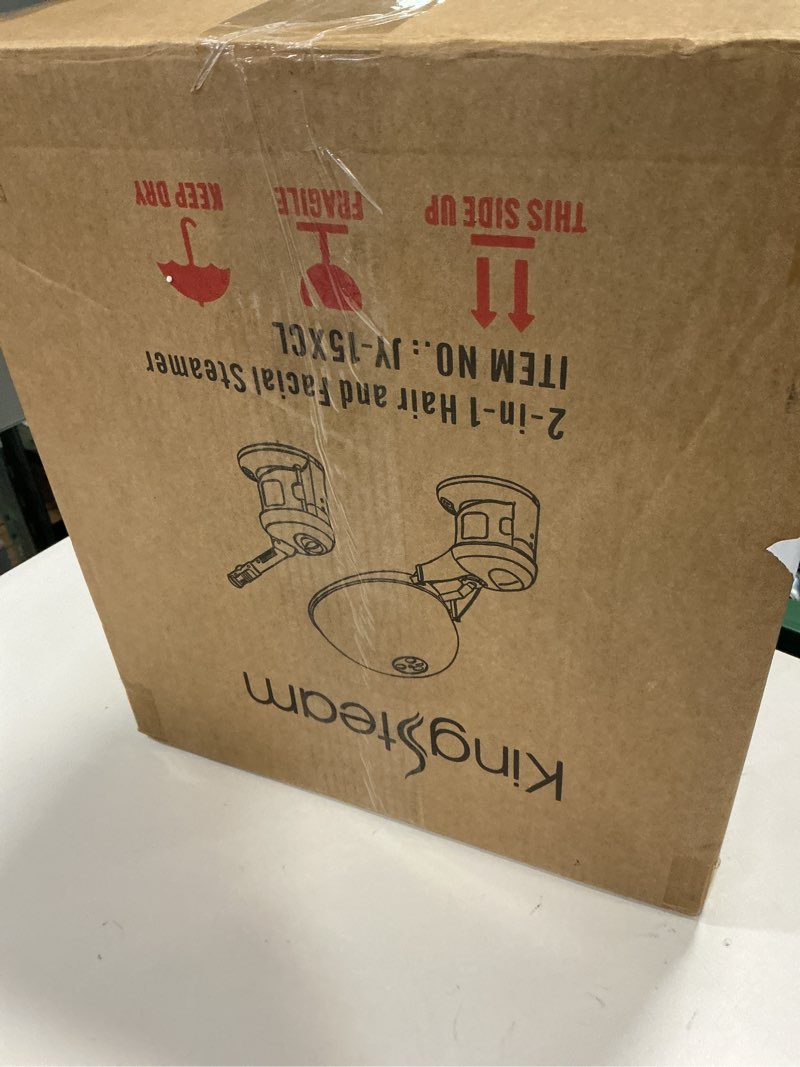 KingSteam
2-in-1 Hair and Facial Steamer
ITEM NO.: JY-15XCL
THIS SIDE UP
FRAGILE
KEEP DRY